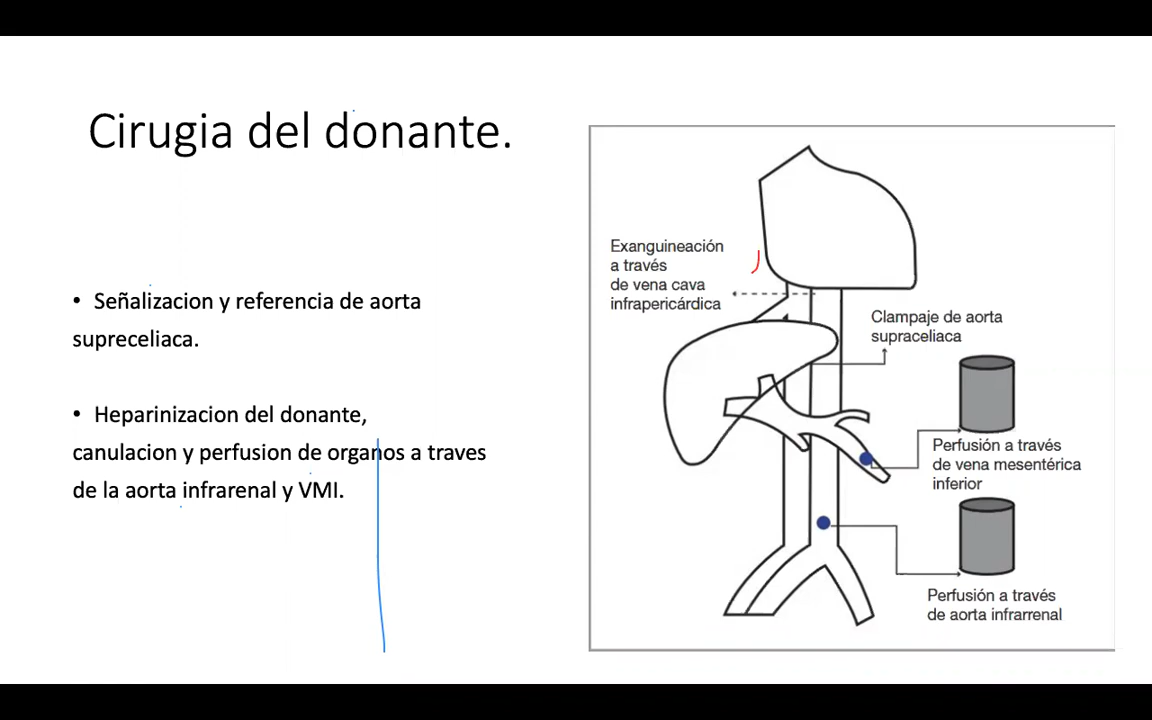 Cirugia del donante.
• Señalizacion y referencia de aorta
supreceliaca.
• Heparinizacion del donante,
canulacion y perfusion de organos a traves
de la aorta infrarenal y VMI.
Exanguineación
a través
de vena cava
infrapericárdica
Clampaje de aorta
supraceliaca
Perfusión a través
de vena mesentérica
inferior
Perfusión a través
de aorta infrarrenal